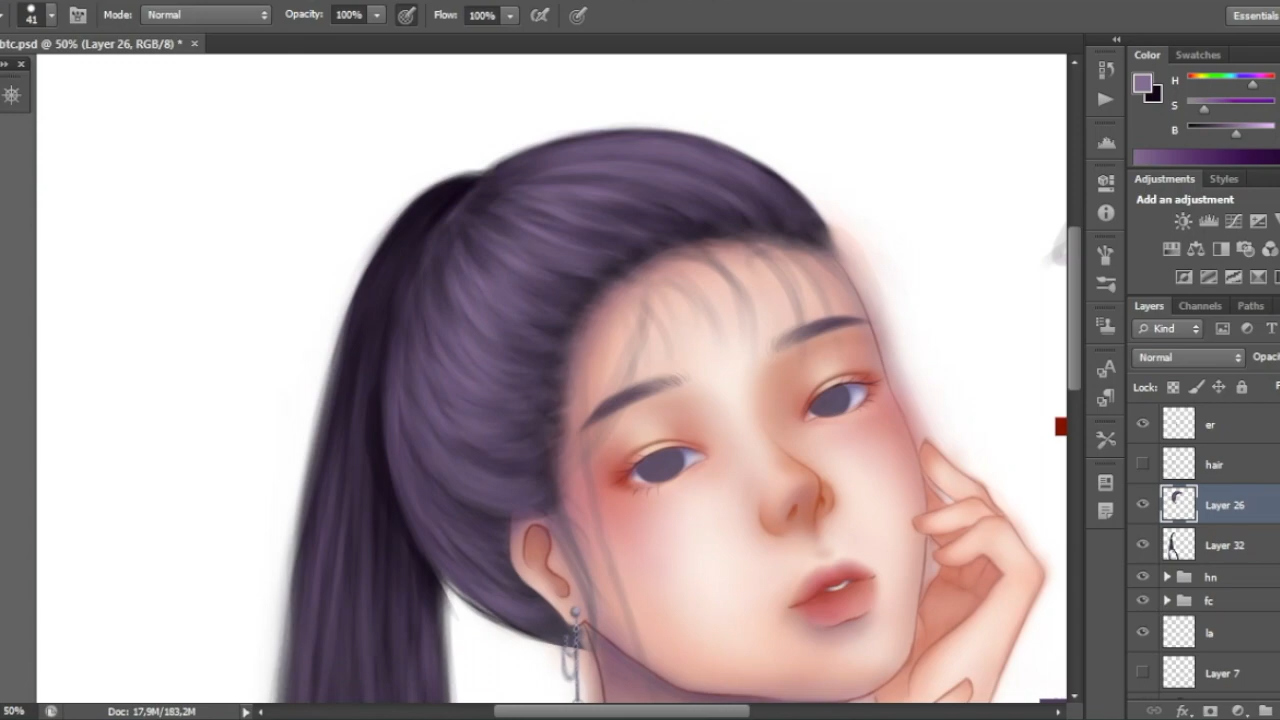 41 Mode: Normal Opacity: 100% Flow: 100% Essentials
btc.psd @ 50% (Layer 26, RGB/8) * ×
Color Swatches
H
S
B
Adjustments Styles
Add an adjustment
Layers Channels Paths
Kind T
Normal Opac
Lock: F
er
hair
Layer 26
Layer 32
hn
fc
la
Layer 7
50% Doc: 17,9M/183,2M fx